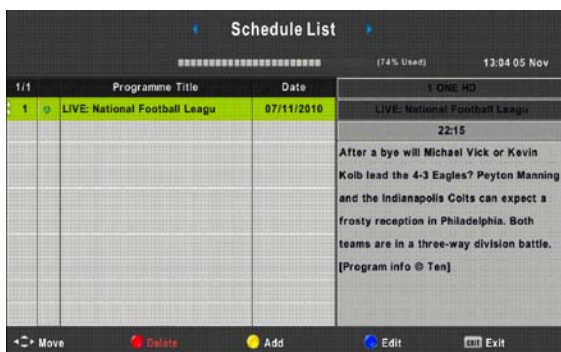 Schedule List
(74% Used) 13:04 05 Nov
1/1 Programme Title Date
1 LIVE: National Football Leagu 07/11/2010
1 ONE HD
LIVE: National Football Leagu
22:15
After a bye will Michael Vick or Kevin
Kolb lead the 4-3 Eagles? Peyton Manning
and the Indianapolis Colts can expect a
frosty reception in Philadelphia. Both
teams are in a three-way division battle.
[Program info © Ten]
Move Delete Add Edit EXIT Exit